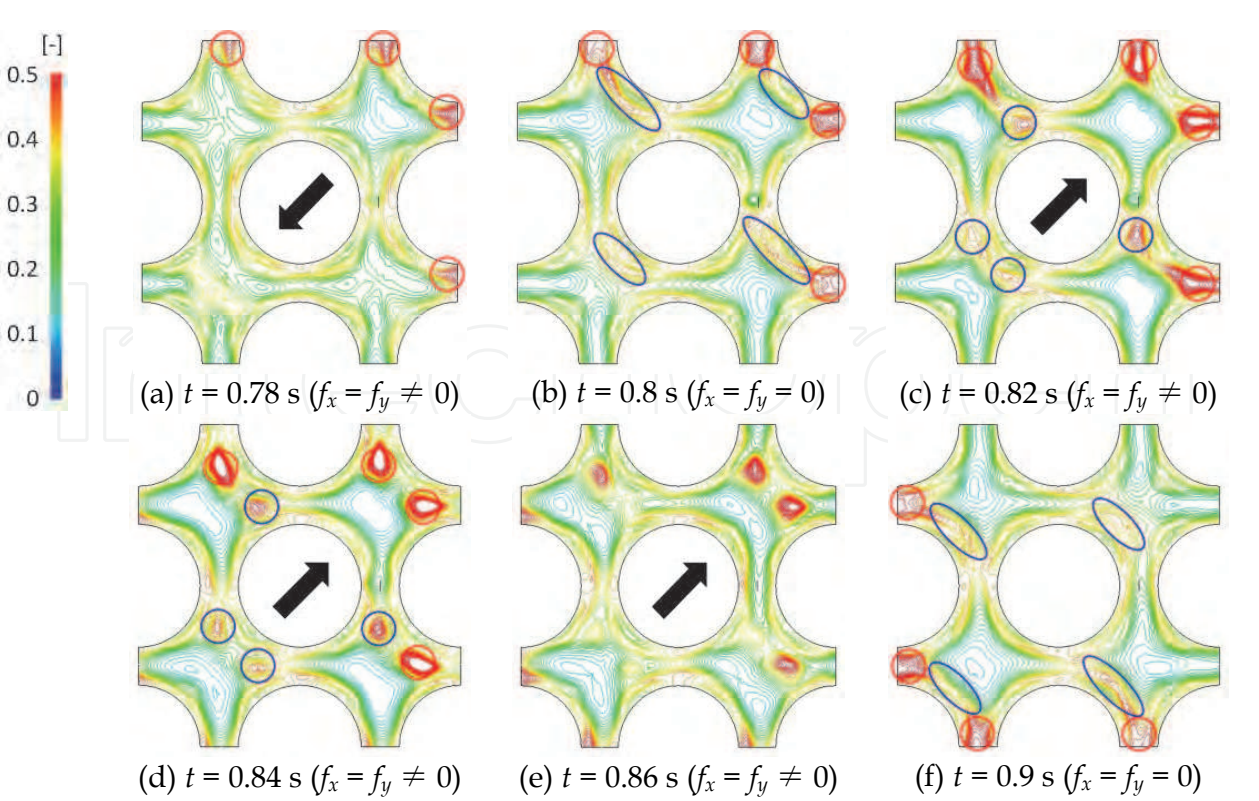 [-]
0.5
0.4
0.3
0.2
0.1
0
(a) t = 0.78 s (fx = fy ≠ 0)
(b) t = 0.8 s (fx = fy = 0)
(c) t = 0.82 s (fx = fy ≠ 0)
(d) t = 0.84 s (fx = fy ≠ 0)
(e) t = 0.86 s (fx = fy ≠ 0)
(f) t = 0.9 s (fx = fy = 0)